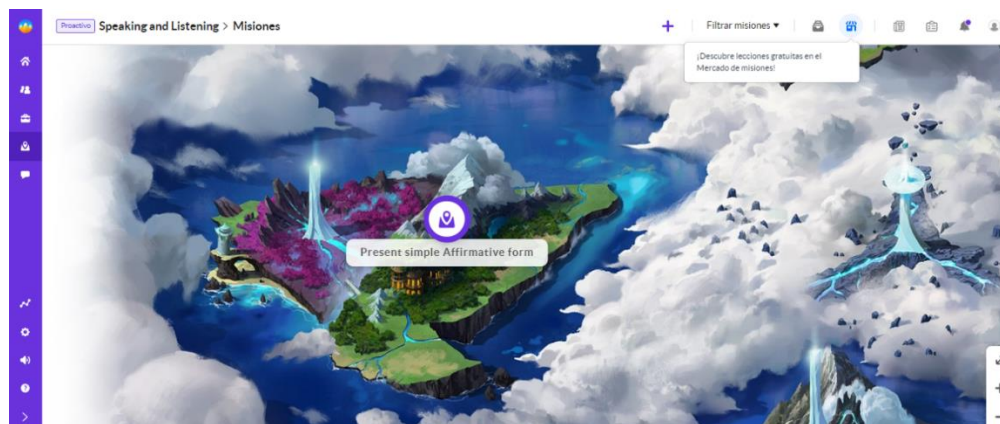 Proactivo Speaking and Listening > Misiones
Filtrar misiones
¡Descubre lecciones gratuitas en el
Mercado de misiones!
Present simple Affirmative form